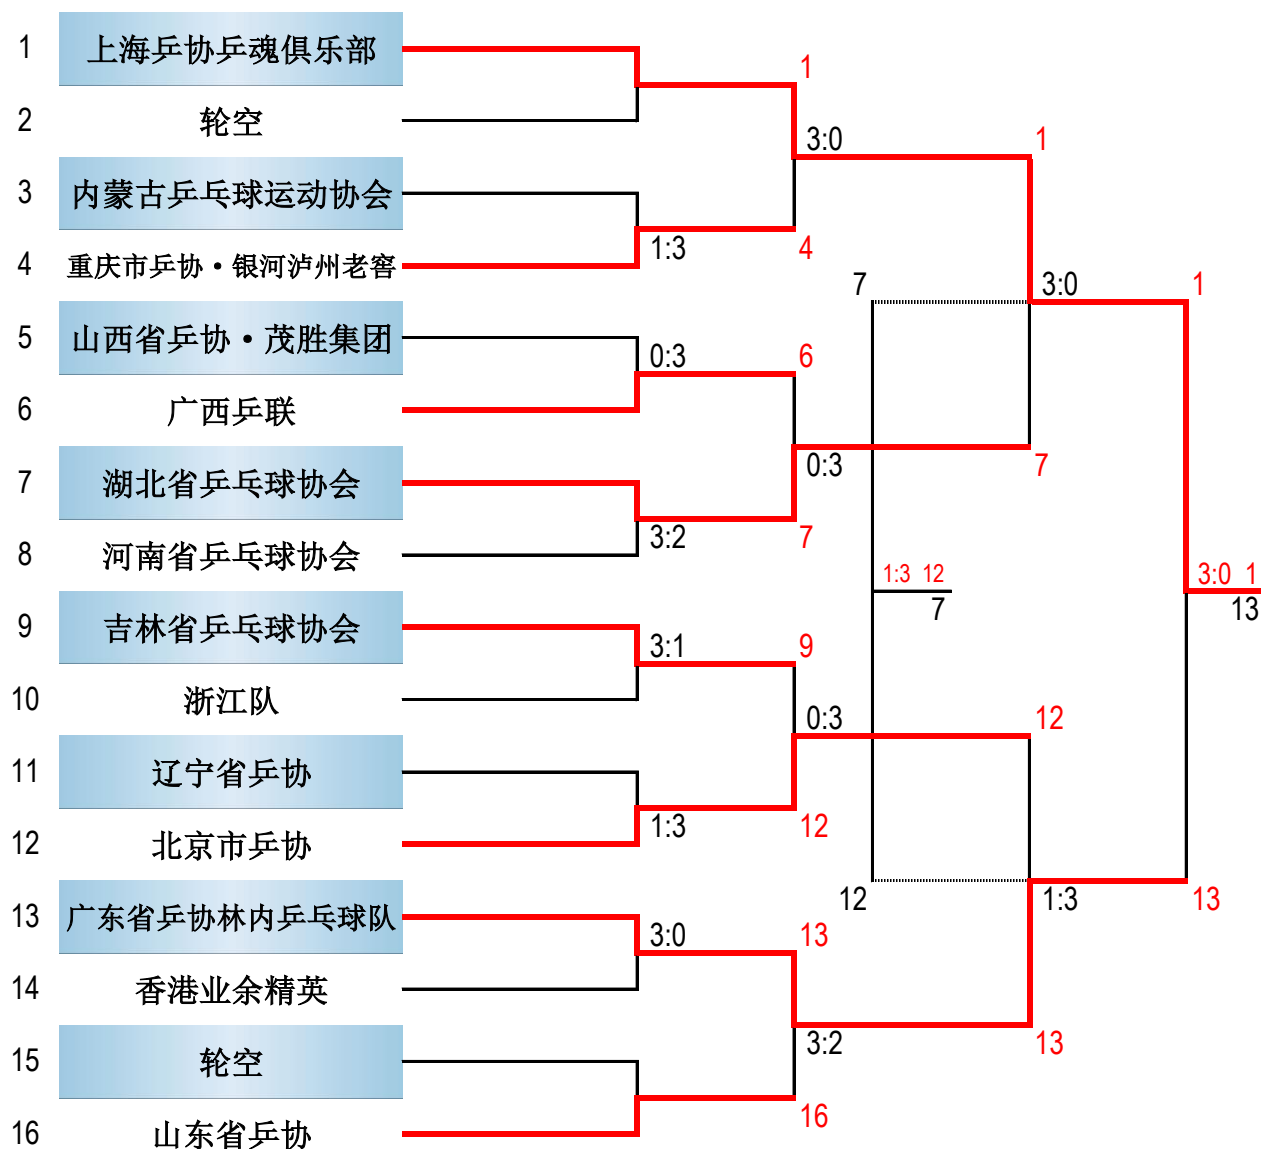 1 上海乒协乒魂俱乐部
1
2 轮空
3:0
1
3 内蒙古乒乓球运动协会
1:3
4
4 重庆市乒协·银河泸州老窖
7
3:0
1
5 山西省乒协·茂胜集团
0:3
6
6 广西乒联
0:3
7
7 湖北省乒乓球协会
3:2
7
8 河南省乒乓球协会
1:3 12
7
3:0 1
13
9 吉林省乒乓球协会
3:1
9
10 浙江队
0:3
12
11 辽宁省乒协
1:3
12
12 北京市乒协
12
1:3
13
13 广东省乒协林内乒乓球队
3:0
13
14 香港业余精英
3:2
13
15 轮空
16
16 山东省乒协